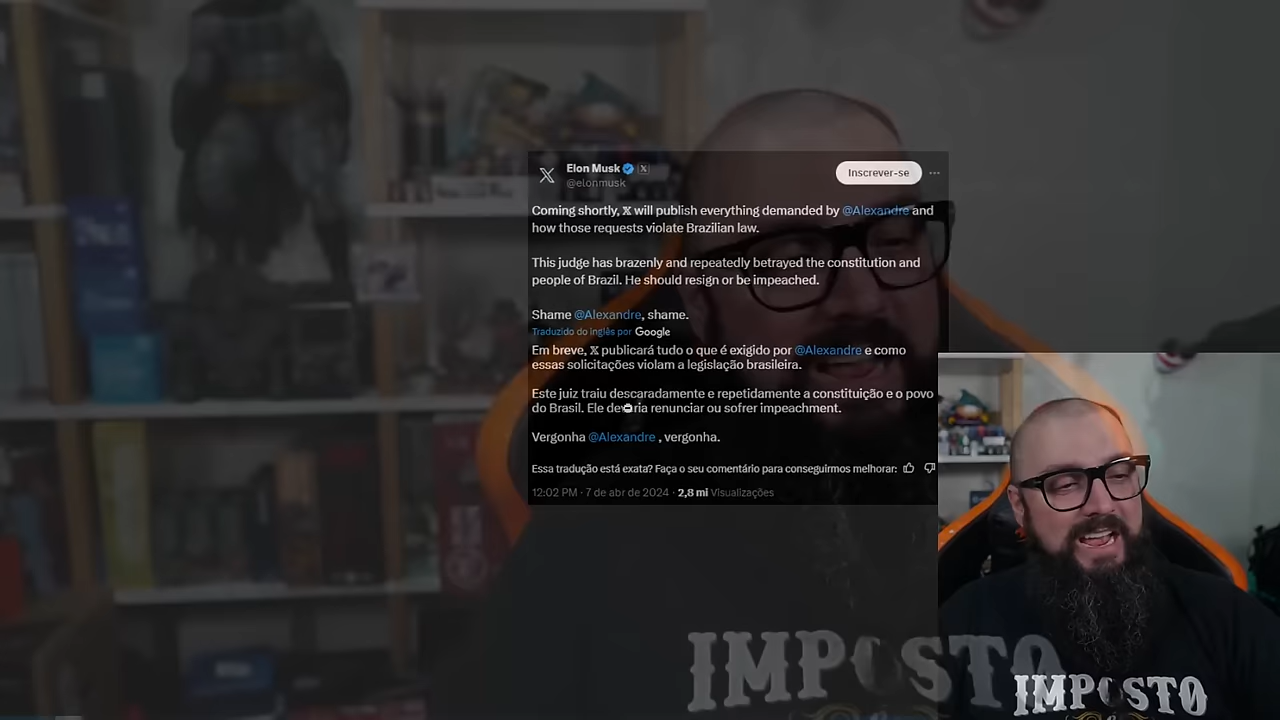 Elon Musk
@elonmusk
Inscrever-se
Coming shortly, 𝕏 will publish everything demanded by @Alexandre and
how those requests violate Brazilian law.
This judge has brazenly and repeatedly betrayed the constitution and
people of Brazil. He should resign or be impeached.
Shame @Alexandre, shame.
Traduzido do inglês por Google
Em breve, 𝕏 publicará tudo o que é exigido por @Alexandre e como
essas solicitações violam a legislação brasileira.
Este juiz traiu descaradamente e repetidamente a constituição e o povo
do Brasil. Ele deveria renunciar ou sofrer impeachment.
Vergonha @Alexandre , vergonha.
Essa tradução está exata? Faça o seu comentário para conseguirmos melhorar:
12:02 PM · 7 de abr de 2024 · 2,8 mi Visualizações
IMPOSTO
IMPOSTO